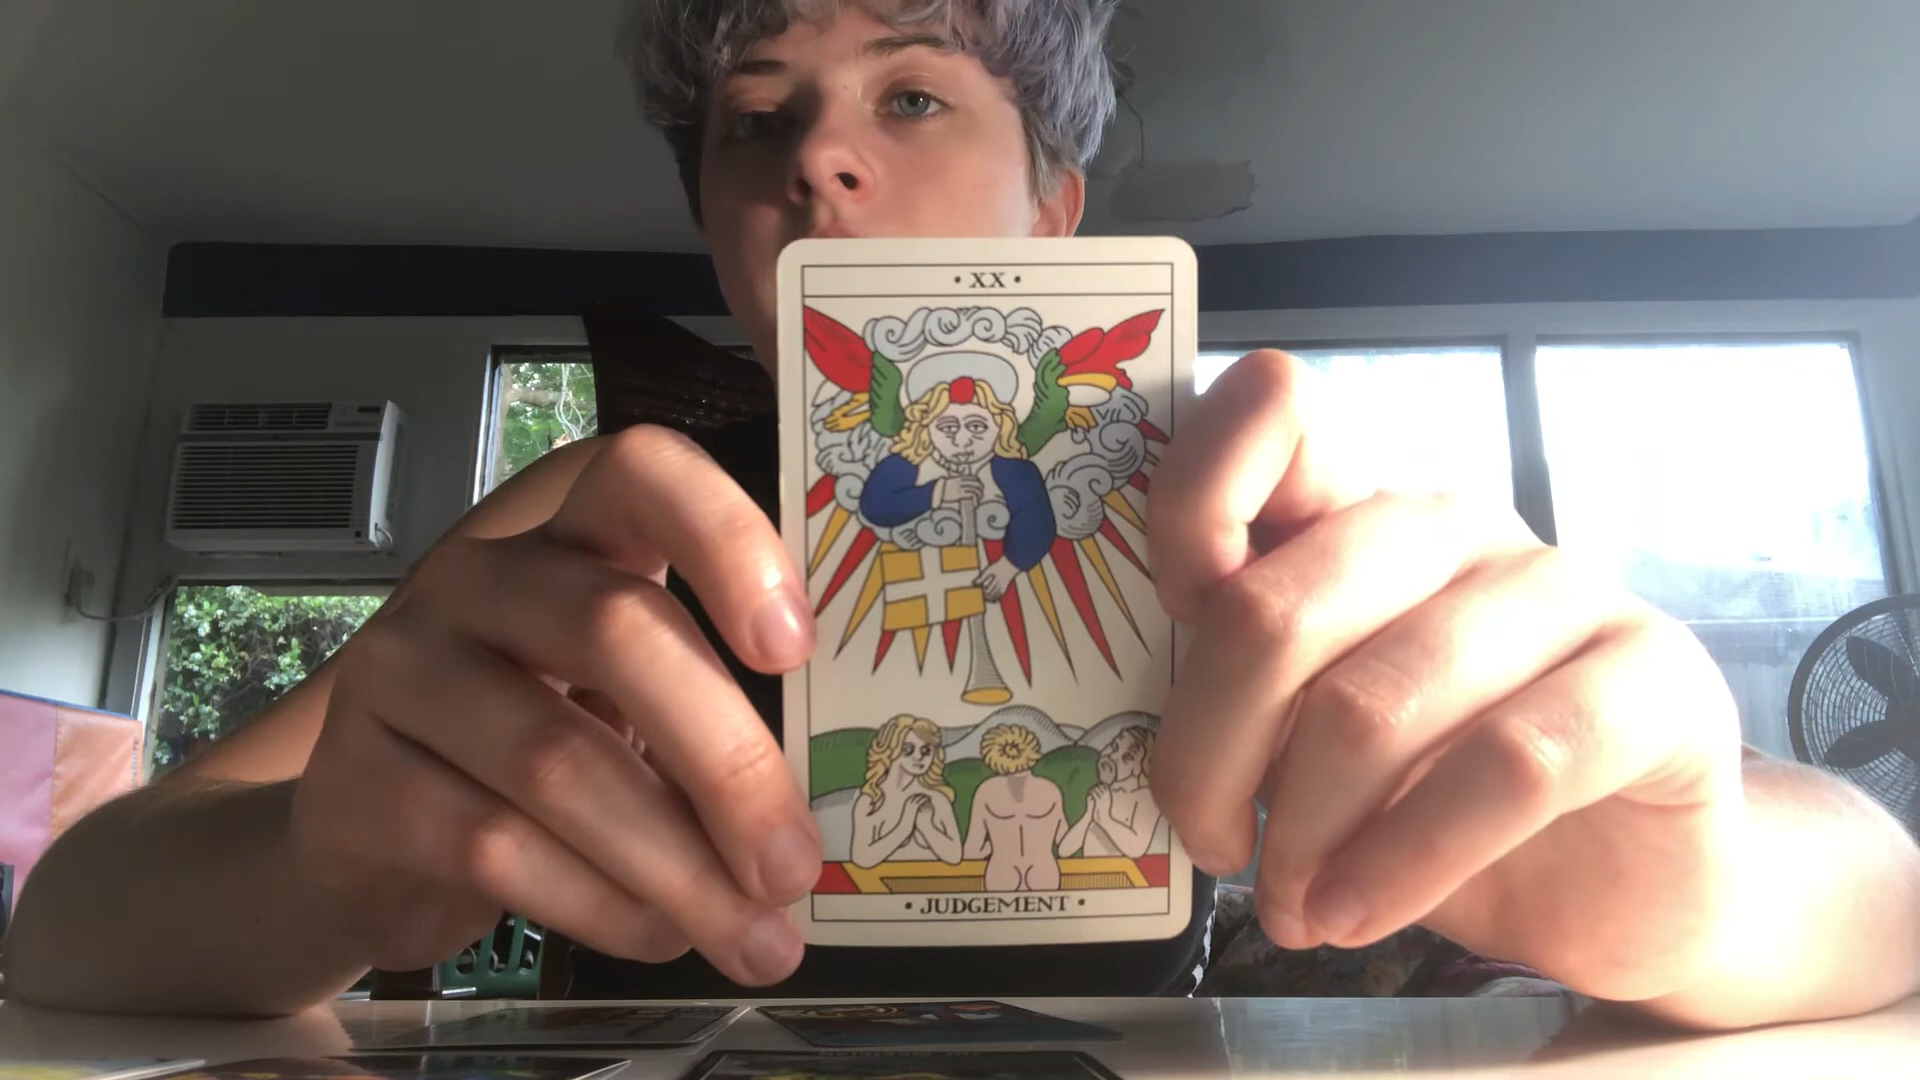 • XX •
• JUDGEMENT •